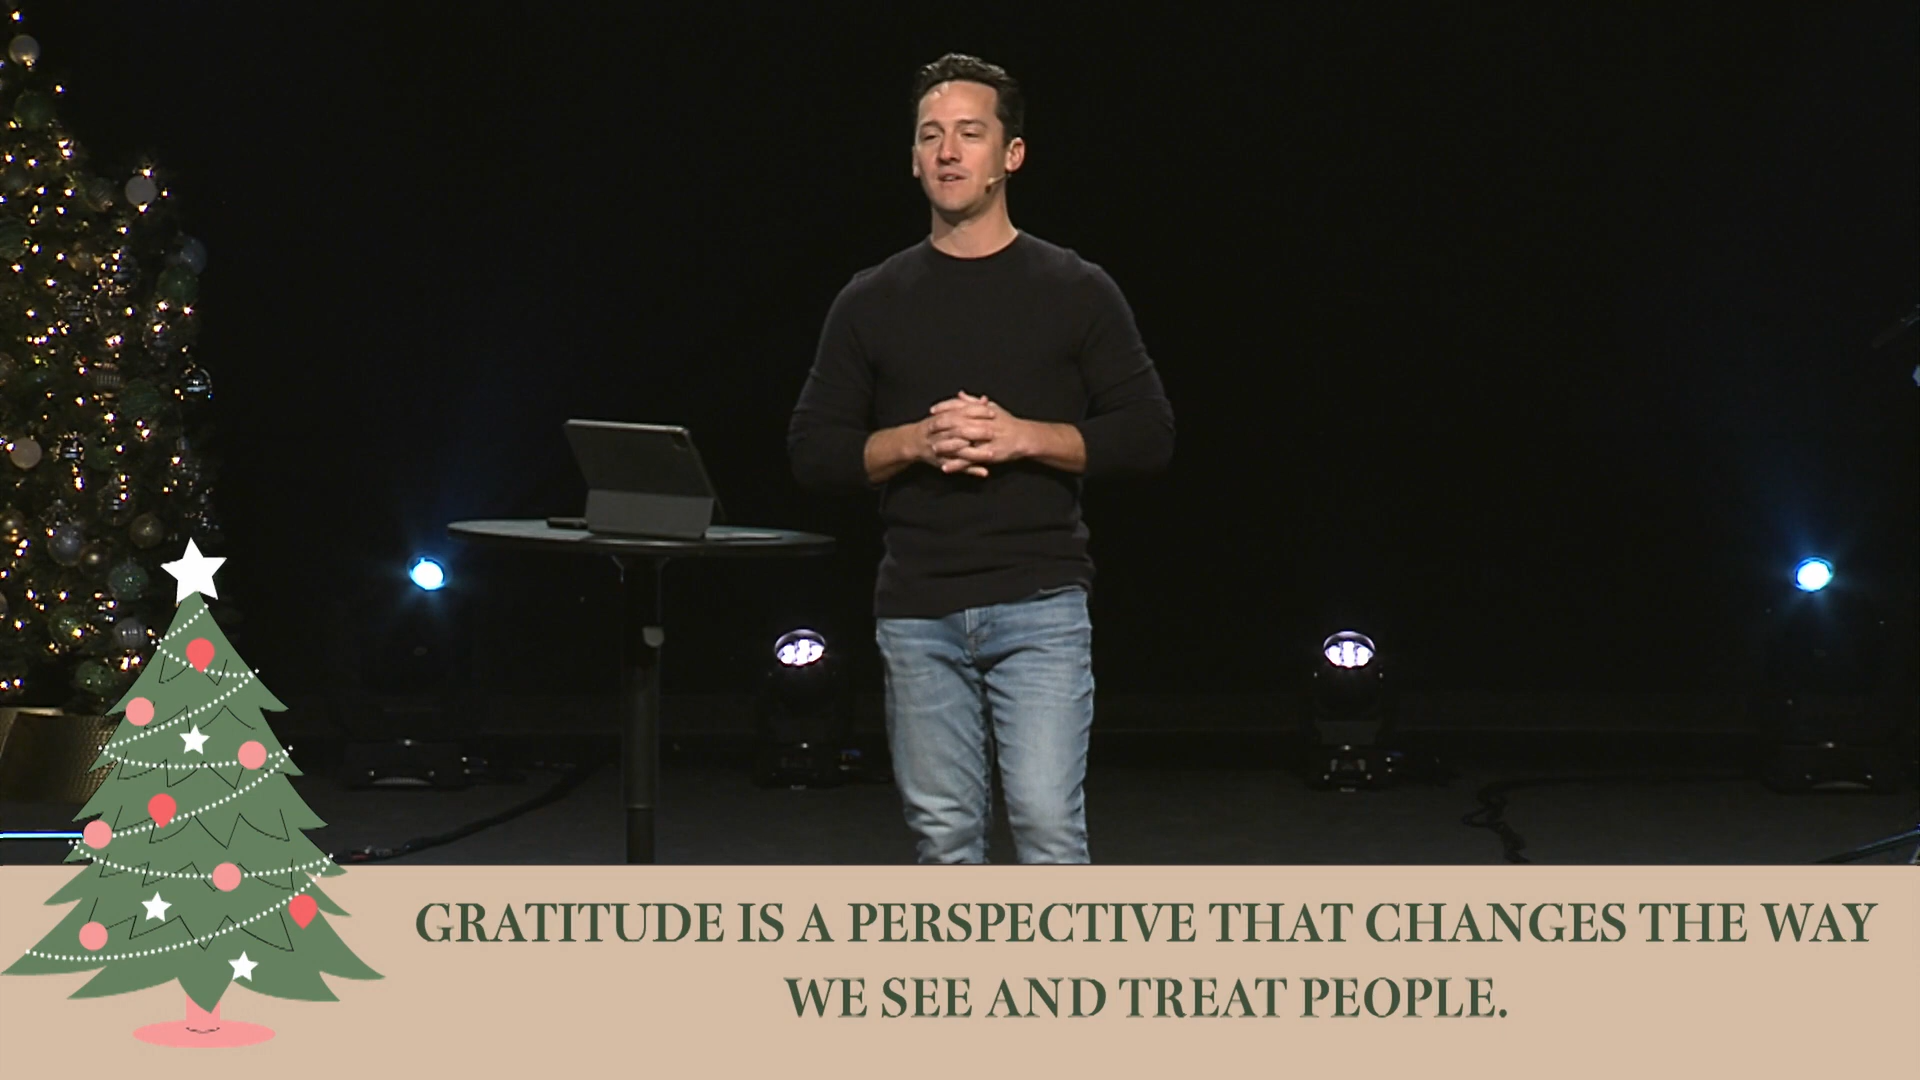 GRATITUDE IS A PERSPECTIVE THAT CHANGES THE WAY
WE SEE AND TREAT PEOPLE.